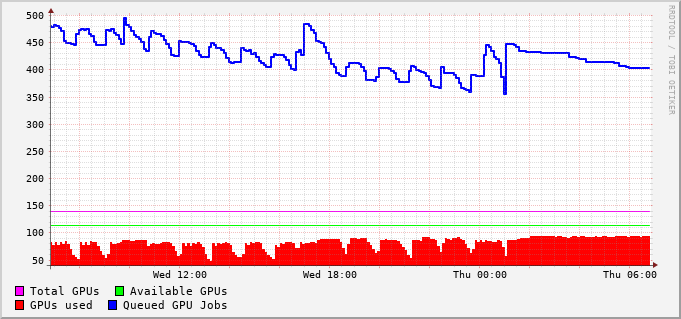 500
450
400
350
300
250
200
150
100
50
Wed 12:00 Wed 18:00 Thu 00:00 Thu 06:00
Total GPUs Available GPUs
GPUs used Queued GPU Jobs
RRDTOOL / TOBI OETIKER